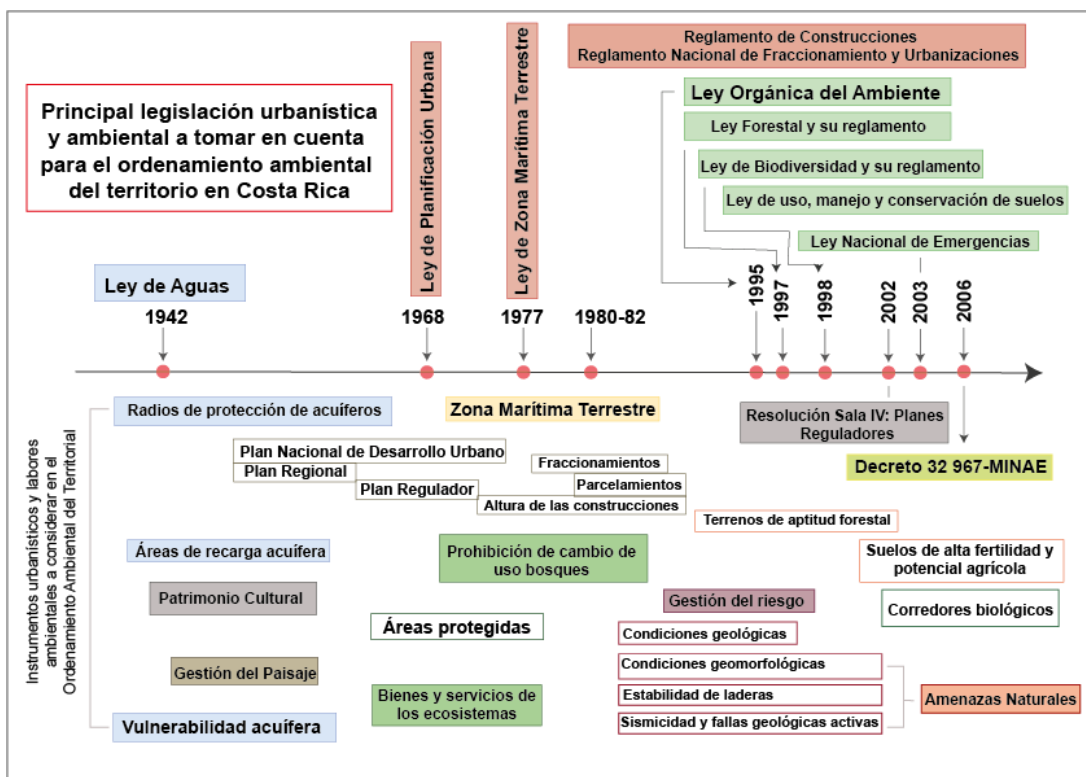 Principal legislación urbanística
y ambiental a tomar en cuenta
para el ordenamiento ambiental
del territorio en Costa Rica
Reglamento de Construcciones
Reglamento Nacional de Fraccionamiento y Urbanizaciones
Ley Orgánica del Ambiente
Ley Forestal y su reglamento
Ley de Biodiversidad y su reglamento
Ley de uso, manejo y conservación de suelos
Ley Nacional de Emergencias
Ley de Planificación Urbana
Ley de Zona Marítima Terrestre
Ley de Aguas
1942
1968
1977
1980-82
1995
1997
1998
2002
2003
2006
Instrumentos urbanísticos y labores
ambientales a considerar en el
Ordenamiento Ambiental del Territorial
Radios de protección de acuíferos
Zona Marítima Terrestre
Resolución Sala IV: Planes
Reguladores
Decreto 32 967-MINAE
Plan Nacional de Desarrollo Urbano
Plan Regional
Plan Regulador
Fraccionamientos
Parcelamientos
Altura de las construcciones
Terrenos de aptitud forestal
Áreas de recarga acuífera
Prohibición de cambio de
uso bosques
Suelos de alta fertilidad y
potencial agrícola
Patrimonio Cultural
Gestión del riesgo
Corredores biológicos
Áreas protegidas
Condiciones geológicas
Gestión del Paisaje
Condiciones geomorfológicas
Bienes y servicios de
los ecosistemas
Estabilidad de laderas
Amenazas Naturales
Vulnerabilidad acuífera
Sismicidad y fallas geológicas activas